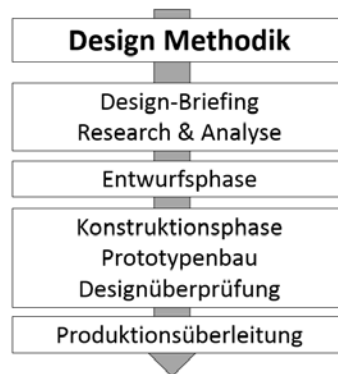 Design Methodik
Design-Briefing
Research & Analyse
Entwurfsphase
Konstruktionsphase
Prototypenbau
Designüberprüfung
Produktionsüberleitung